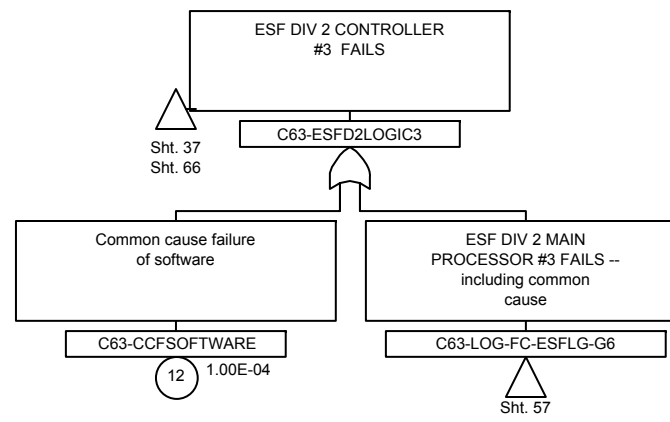 ESF DIV 2 CONTROLLER
#3 FAILS
Sht. 37
Sht. 66
C63-ESFD2LOGIC3
Common cause failure
of software
C63-CCFSOFTWARE
12
1.00E-04
ESF DIV 2 MAIN
PROCESSOR #3 FAILS --
including common
cause
C63-LOG-FC-ESFLG-G6
Sht. 57